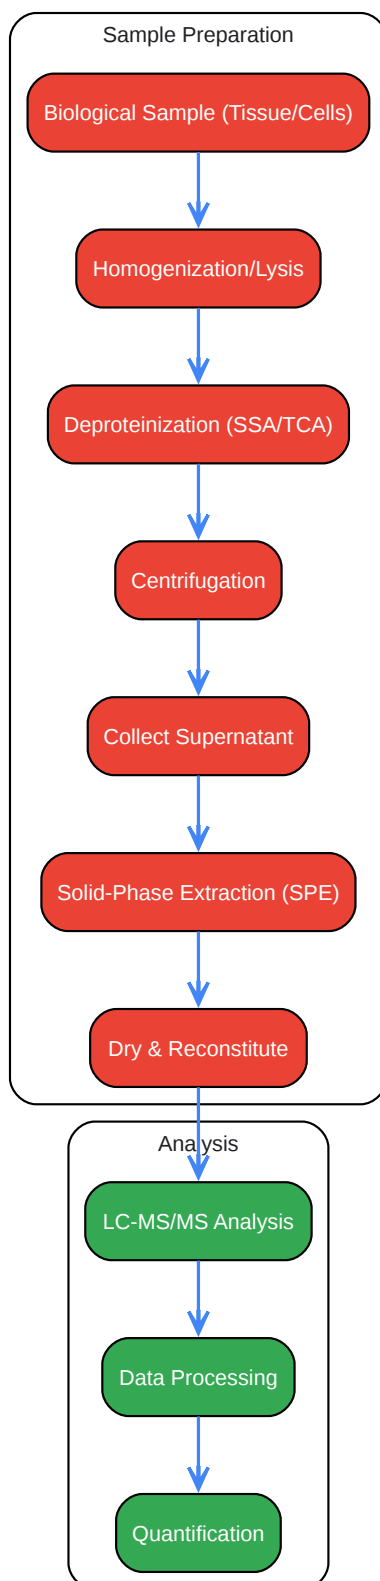 Sample Preparation
Biological Sample (Tissue/Cells)
Homogenization/Lysis
Deproteinization (SSA/TCA)
Centrifugation
Collect Supernatant
Solid-Phase Extraction (SPE)
Dry & Reconstitute
Analysis
LC-MS/MS Analysis
Data Processing
Quantification